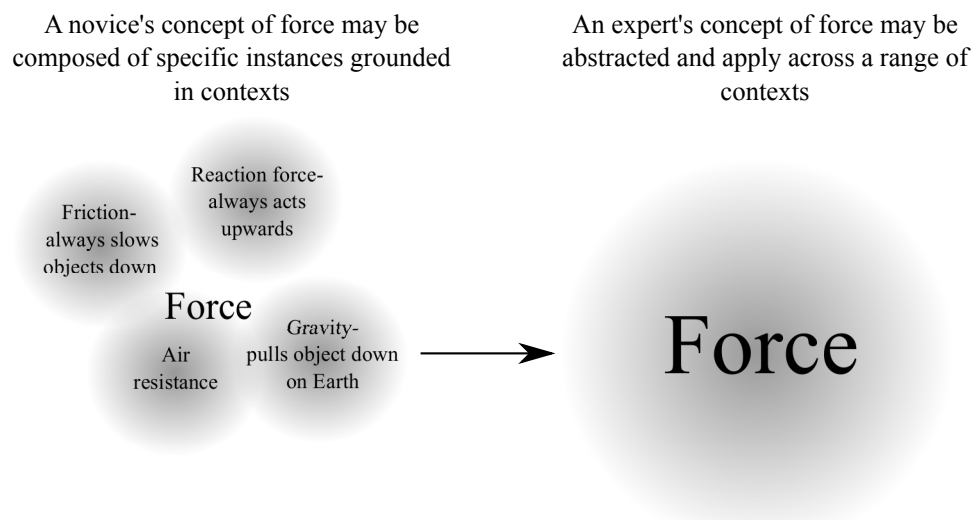 A novice's concept of force may be
composed of specific instances grounded
in contexts
An expert's concept of force may be
abstracted and apply across a range of
contexts
Reaction force-
always acts
upwards
Friction-
always slows
objects down
Force
Gravity-
pulls object down
on Earth
Air
resistance
Force